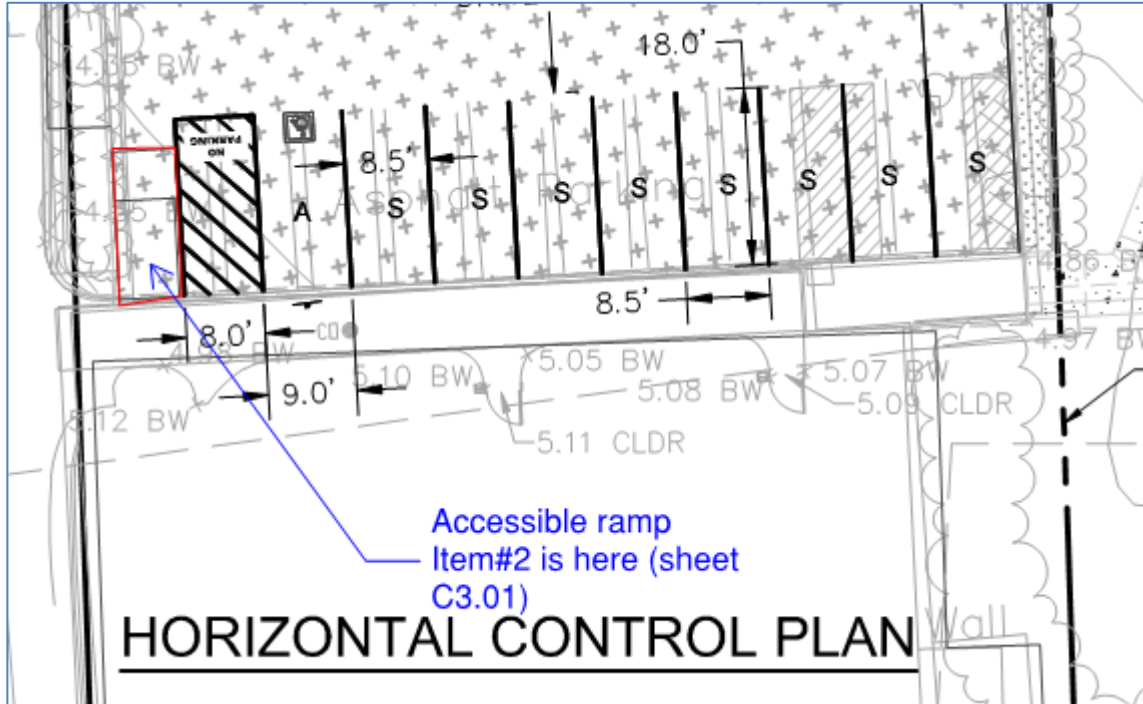 18.0'
NO
PARKING
8.5'
A
S
S
S
S
S
S
S
S
Asphalt Parking
4.86 BW
8.5'
8.0'
CO
5.05 BW
4.97 BW
5.10 BW
5.08 BW
5.07 BW
9.0'
5.12 BW
5.09 CLDR
5.11 CLDR
Accessible ramp
Item#2 is here (sheet
C3.01)
HORIZONTAL CONTROL PLAN
Wall